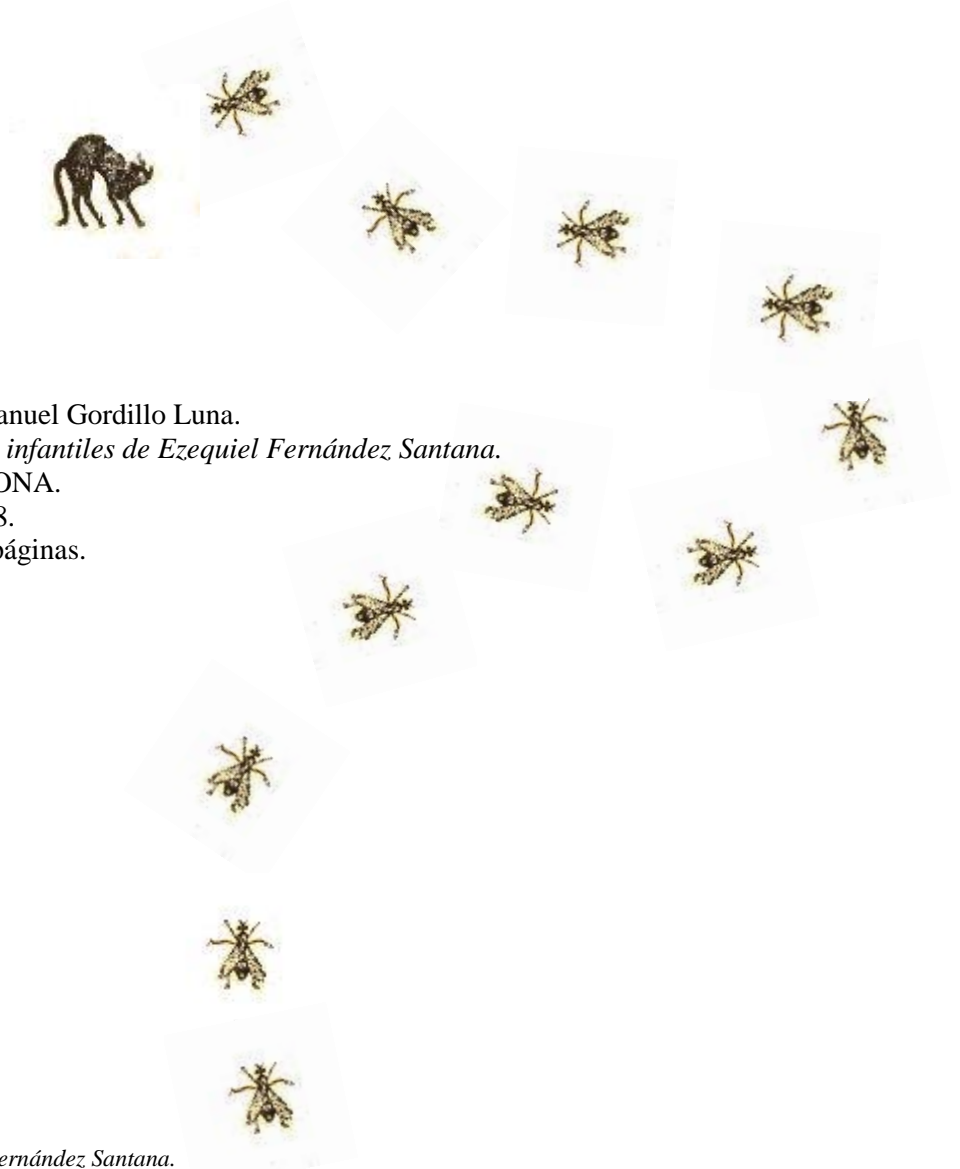 anuel Gordillo Luna.
infantiles de Ezequiel Fernández Santana.
ONA.
8.
páginas.
ernández Santana.